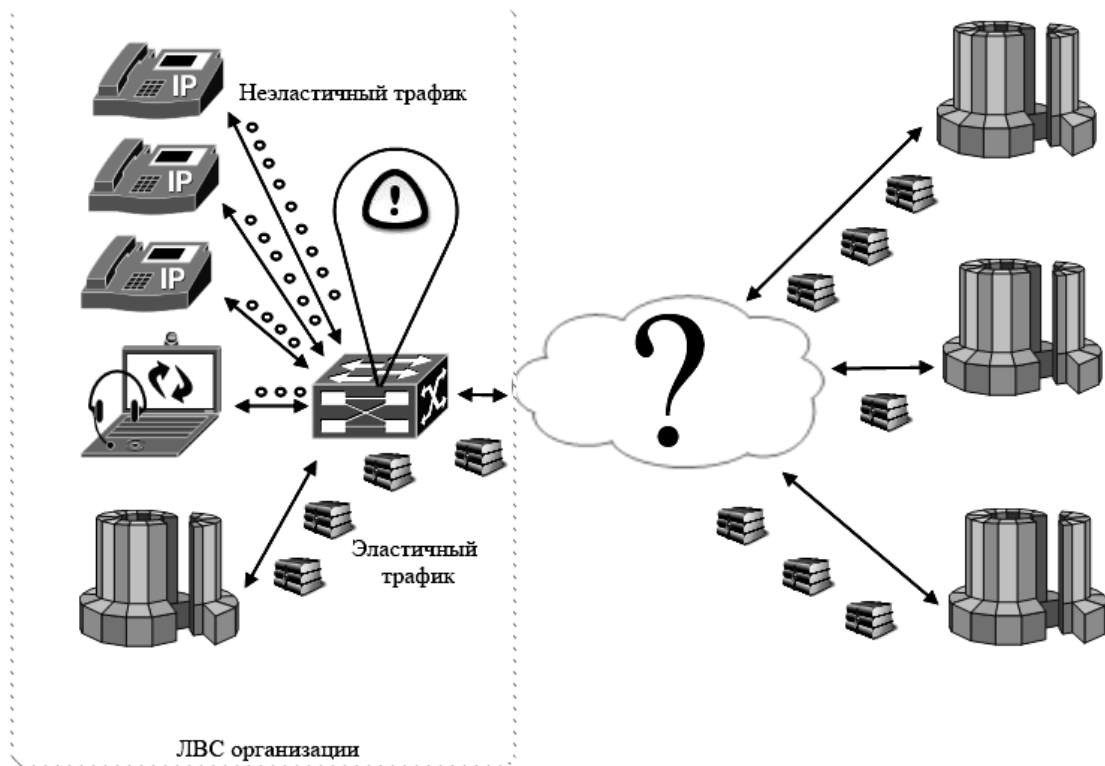 IP
Неэластичный трафик
IP
IP
!
?
Эластичный
трафик
ЛВС организации